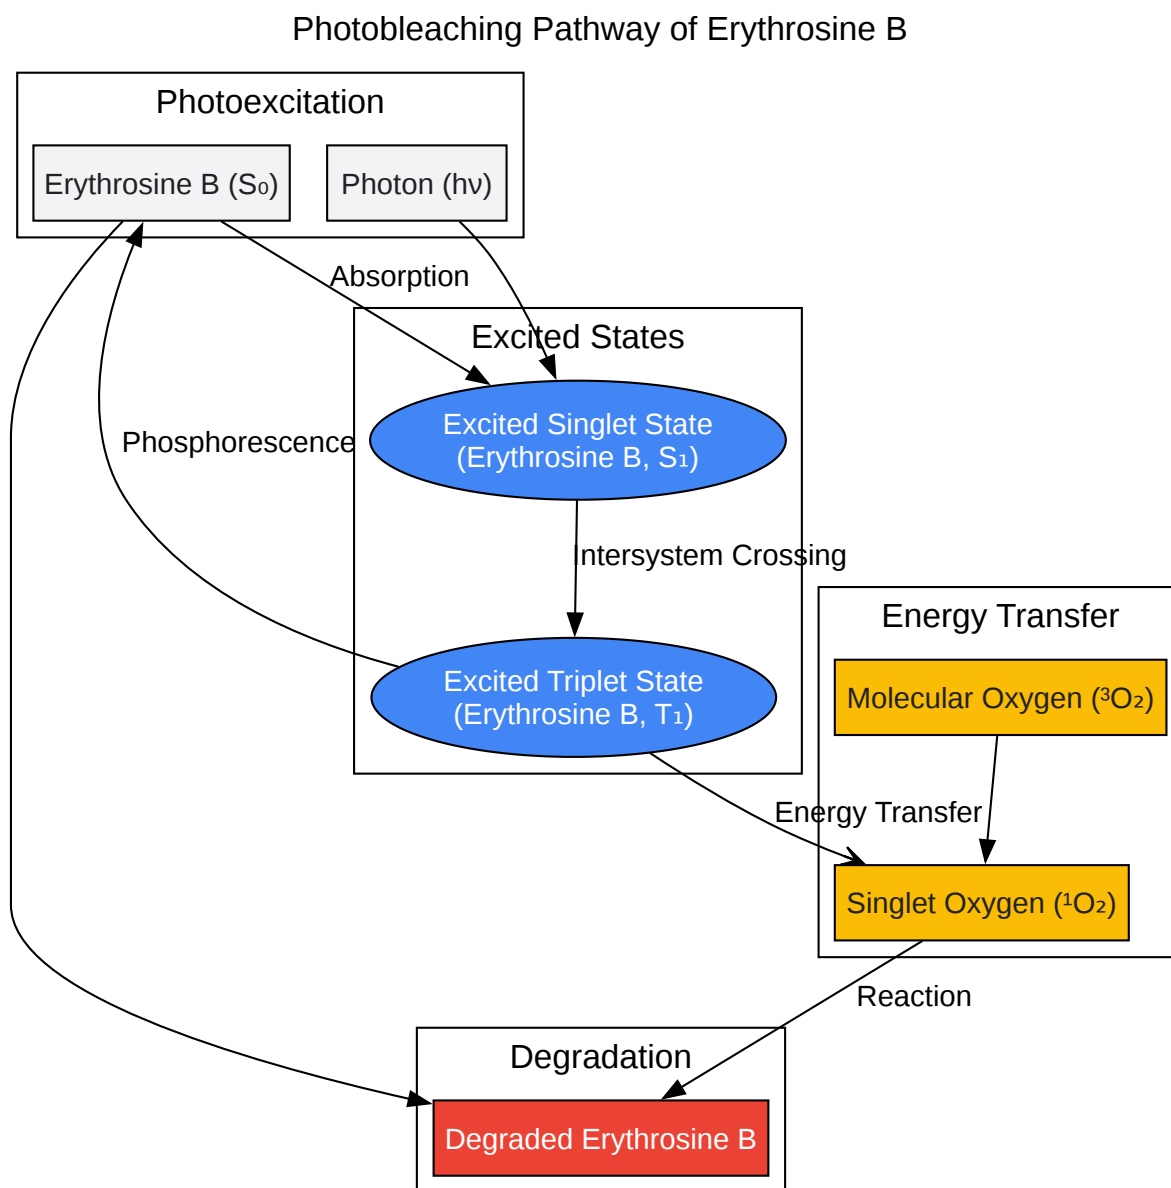 Photobleaching Pathway of Erythrosine B
Photoexcitation
Erythrosine B (S₀)
Photon (hν)
Absorption
Excited States
Excited Singlet State
(Erythrosine B, S₁)
Phosphorescence
Intersystem Crossing
Energy Transfer
Excited Triplet State
(Erythrosine B, T₁)
Molecular Oxygen (³O₂)
Energy Transfer
Singlet Oxygen (¹O₂)
Reaction
Degradation
Degraded Erythrosine B